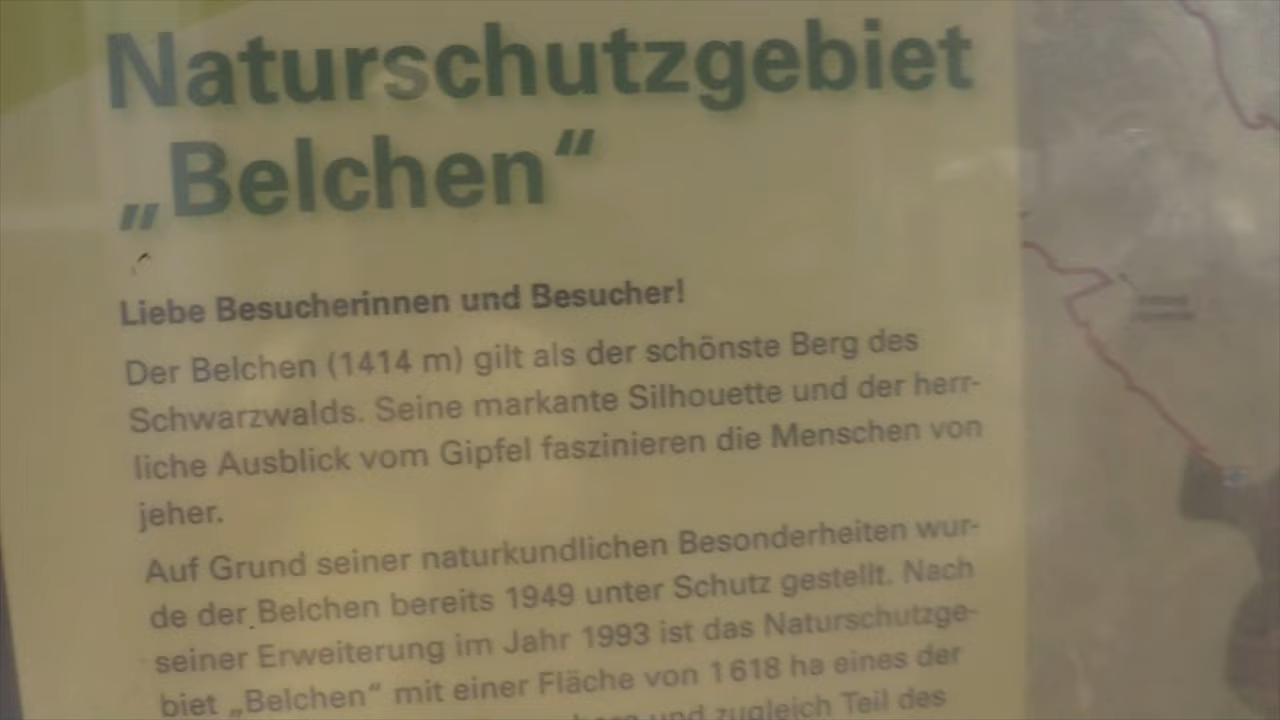 Naturschutzgebiet
„Belchen“
Liebe Besucherinnen und Besucher!
Der Belchen (1414 m) gilt als der schönste Berg des
Schwarzwalds. Seine markante Silhouette und der herr-
liche Ausblick vom Gipfel faszinieren die Menschen von
jeher.
Auf Grund seiner naturkundlichen Besonderheiten wur-
de der Belchen bereits 1949 unter Schutz gestellt. Nach
seiner Erweiterung im Jahr 1993 ist das Naturschutzge-
biet „Belchen“ mit einer Fläche von 1618 ha eines der
und zugleich Teil des